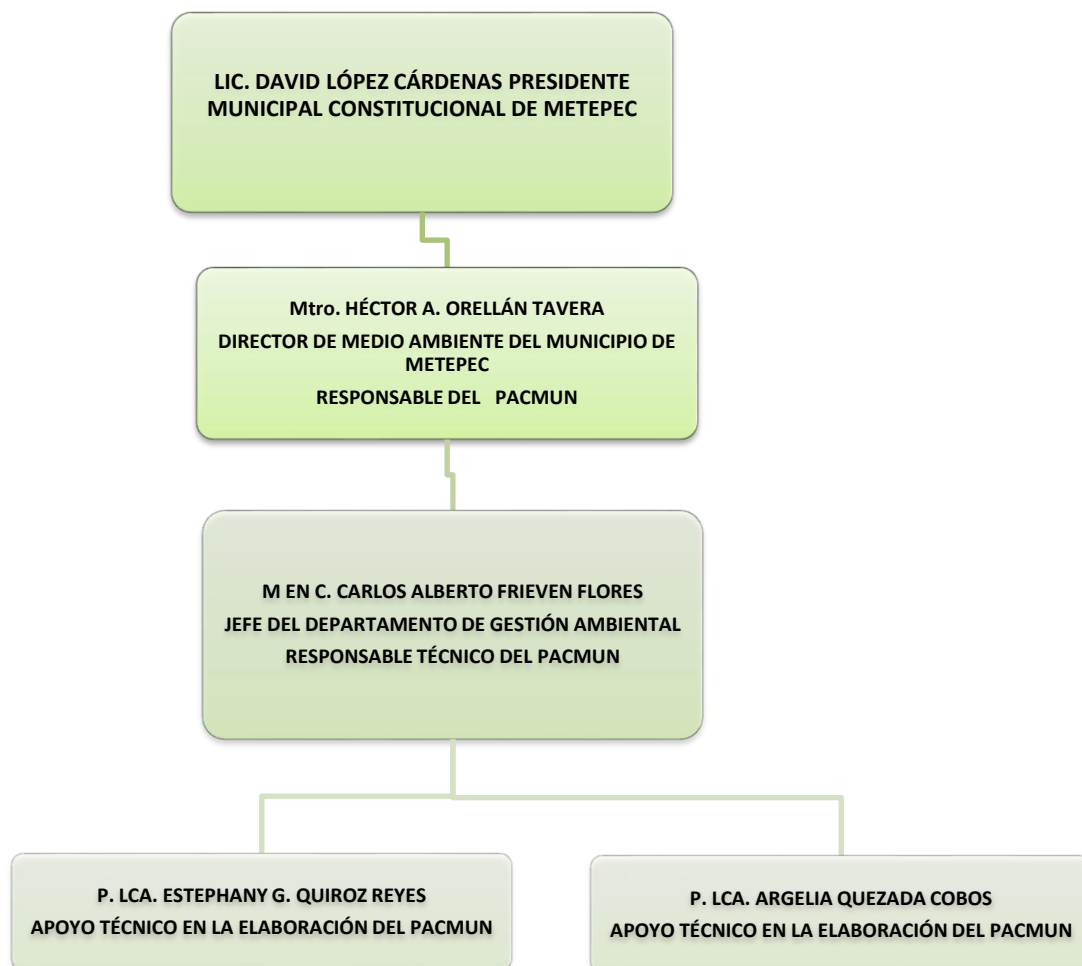 LIC. DAVID LÓPEZ CÁRDENAS PRESIDENTE
MUNICIPAL CONSTITUCIONAL DE METEPEC
Mtro. HÉCTOR A. ORELLÁN TAVERA
DIRECTOR DE MEDIO AMBIENTE DEL MUNICIPIO DE
METEPEC
RESPONSABLE DEL PACMUN
M EN C. CARLOS ALBERTO FRIEVEN FLORES
JEFE DEL DEPARTAMENTO DE GESTIÓN AMBIENTAL
RESPONSABLE TÉCNICO DEL PACMUN
P. LCA. ESTEPHANY G. QUIROZ REYES
APOYO TÉCNICO EN LA ELABORACIÓN DEL PACMUN
P. LCA. ARGELIA QUEZADA COBOS
APOYO TÉCNICO EN LA ELABORACIÓN DEL PACMUN